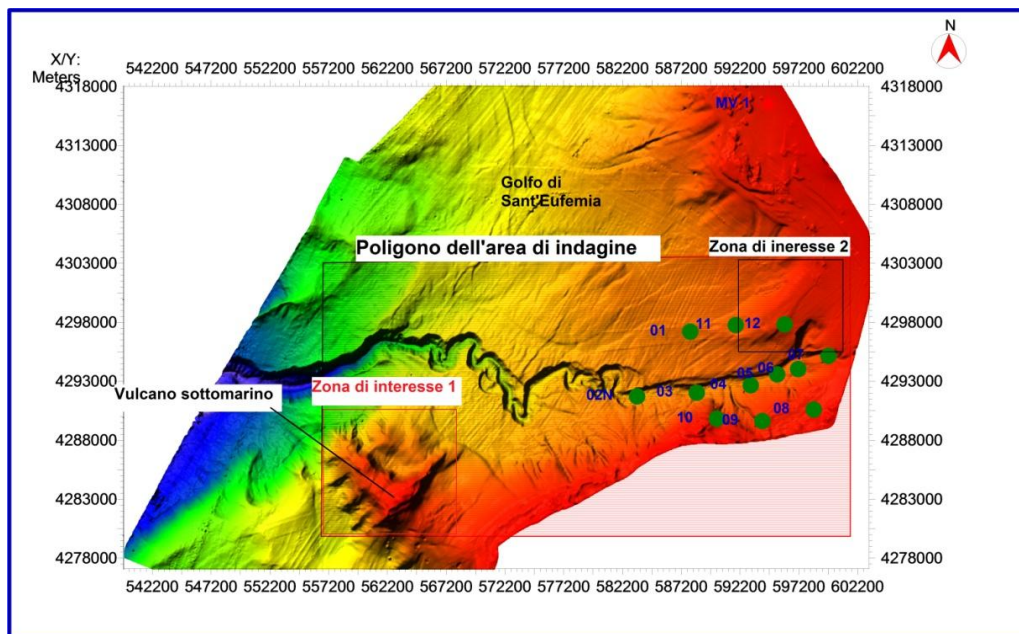 N
X/Y:
Meters
542200 547200 552200 557200 562200 567200 572200 577200 582200 587200 592200 597200 602200
4318000 4318000
MV 1
4313000 4313000
Golfo di
Sant'Eufemia
4308000 4308000
Poligono dell'area di indagine
Zona di ineresse 2
4303000 4303000
4298000 4298000
01 11 12
07
06
05
04
03
02N
4293000 4293000
Zona di interesse 1
Vulcano sottomarino
10 09 08
4288000 4288000
4283000 4283000
4278000 4278000
542200 547200 552200 557200 562200 567200 572200 577200 582200 587200 592200 597200 602200